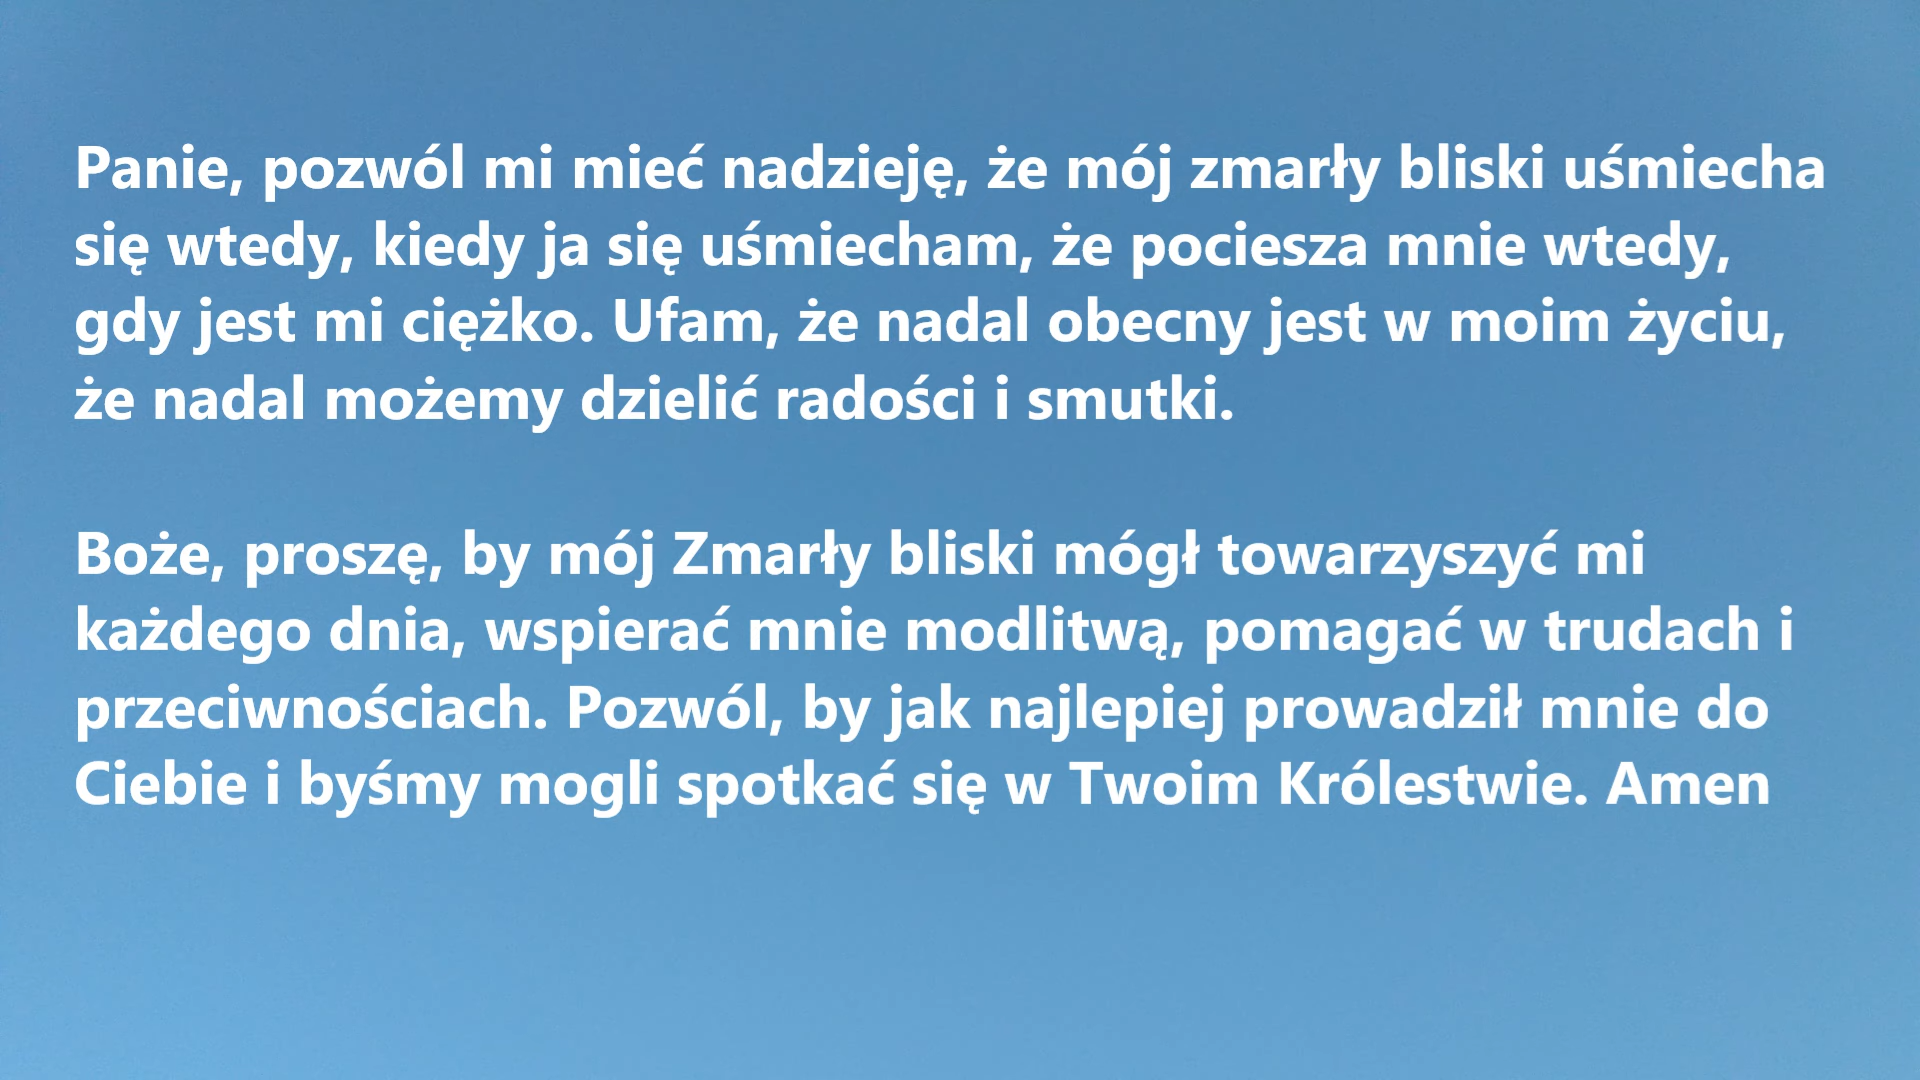 Panie, pozwól mi mieć nadzieję, że mój zmarły bliski uśmiecha
się wtedy, kiedy ja się uśmiecham, że pociesza mnie wtedy,
gdy jest mi ciężko. Ufam, że nadal obecny jest w moim życiu,
że nadal możemy dzielić radości i smutki.
Boże, proszę, by mój Zmarły bliski mógł towarzyszyć mi
każdego dnia, wspierać mnie modlitwą, pomagać w trudach i
przeciwnościach. Pozwól, by jak najlepiej prowadził mnie do
Ciebie i byśmy mogli spotkać się w Twoim Królestwie. Amen